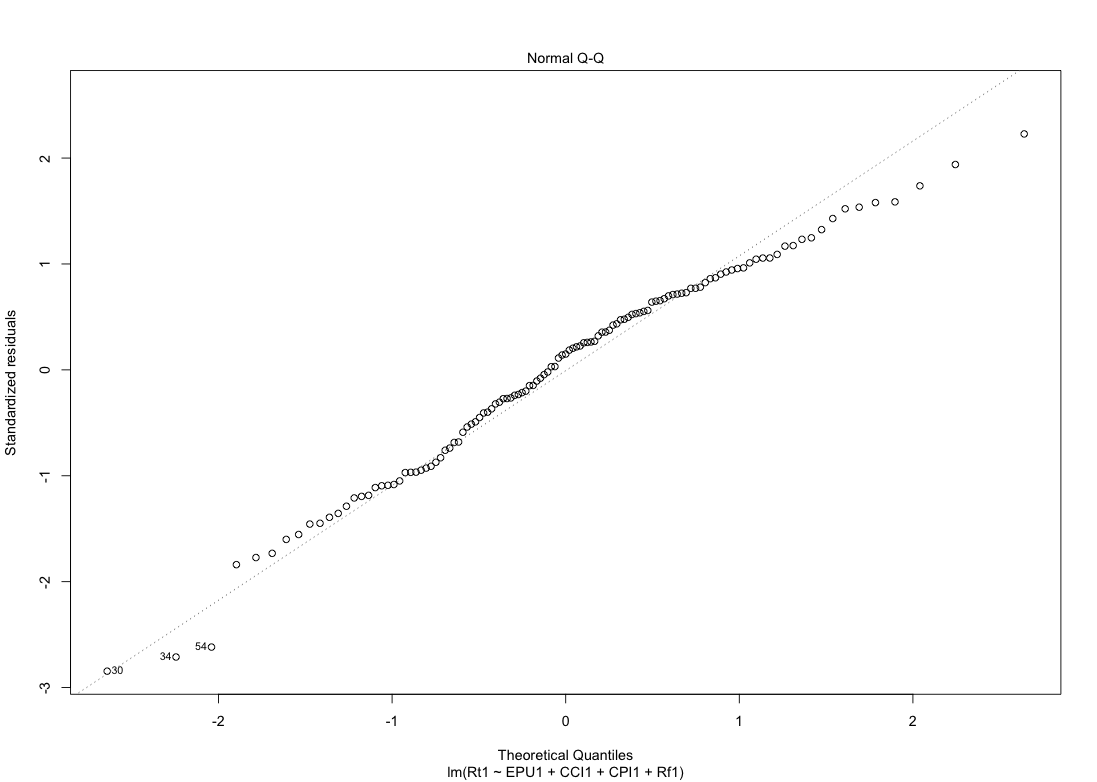 Normal Q-Q
Standardized residuals
2
1
0
-1
-2
-3
54
34
30
-2 -1 0 1 2
Theoretical Quantiles
lm(Rt1 ~ EPU1 + CCI1 + CPI1 + Rf1)